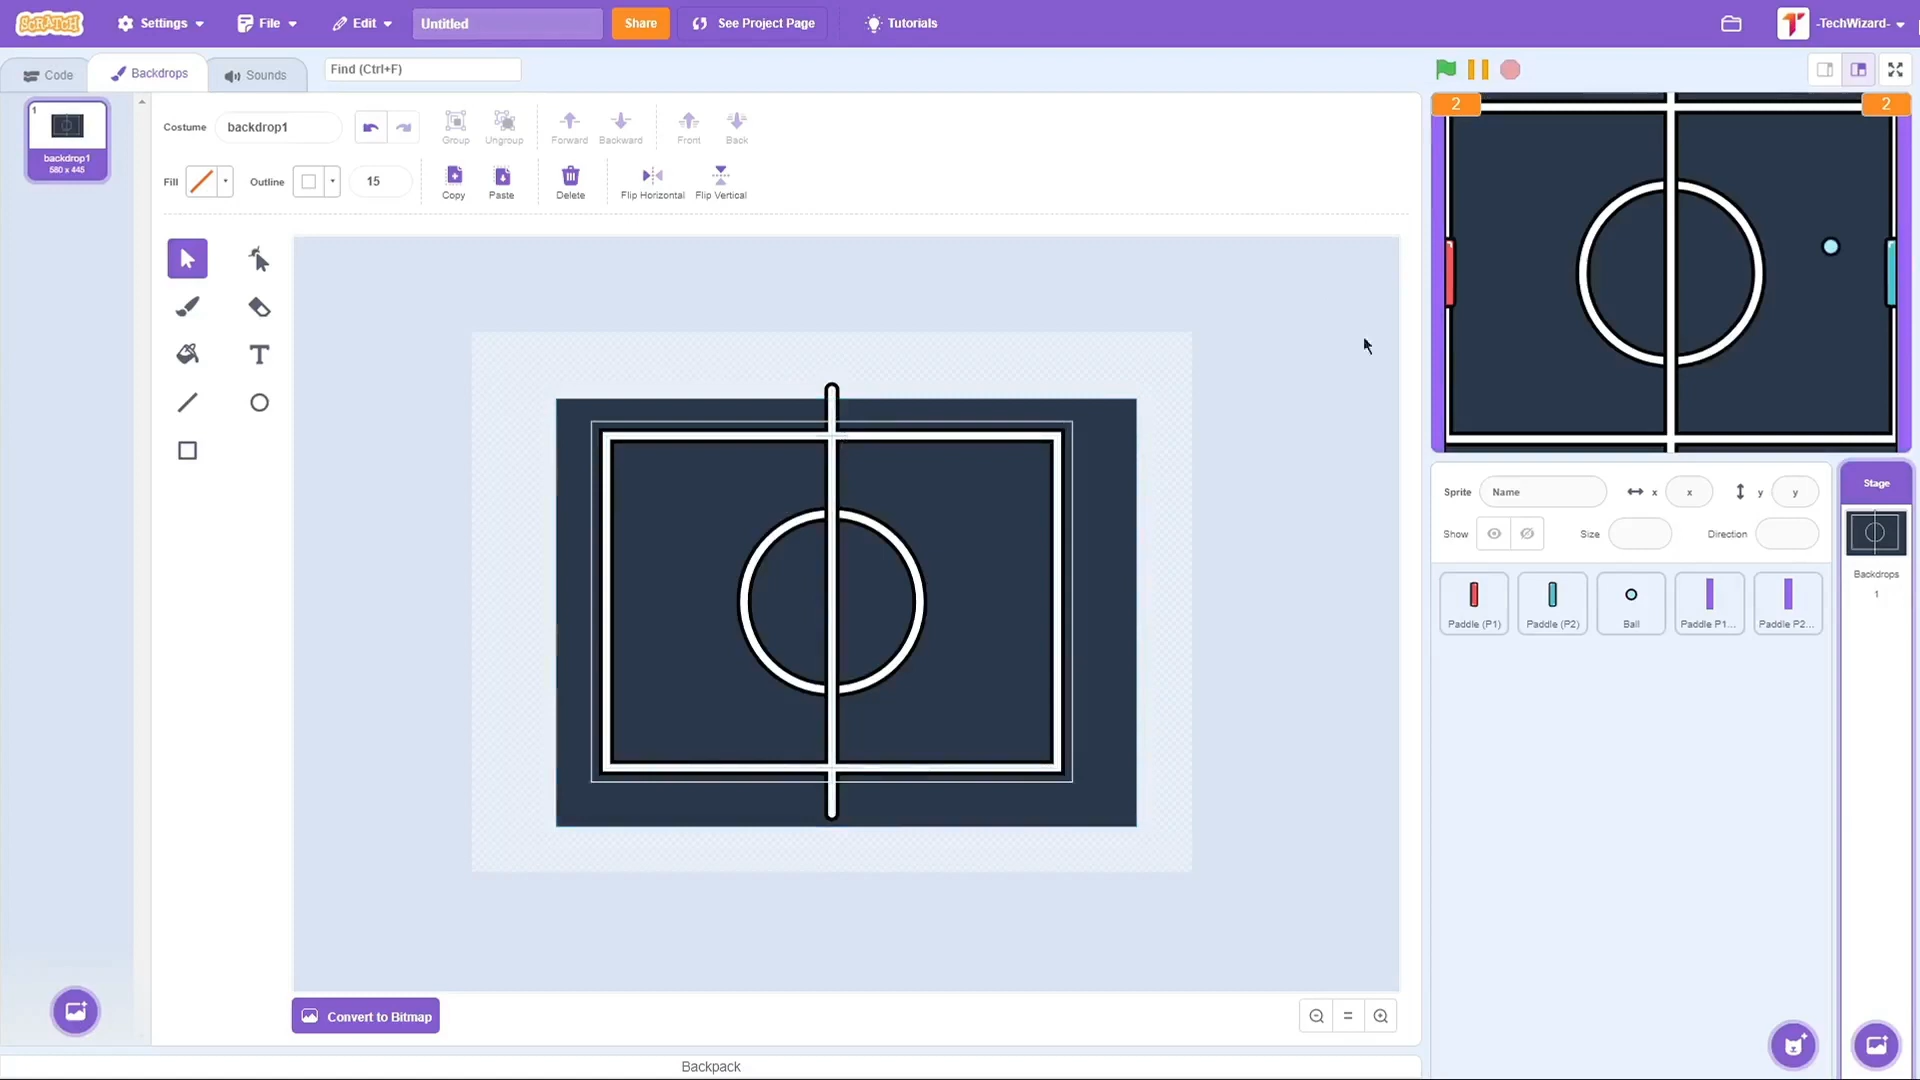 SCRATCH
Settings
File
Edit
Untitled
Share
See Project Page
Tutorials
-TechWizard-
Code
Backdrops
Sounds
Find (Ctrl+F)
1
backdrop1
580 x 445
Costume
backdrop1
Group
Ungroup
Forward
Backward
Front
Back
Fill
Outline
15
Copy
Paste
Delete
Flip Horizontal
Flip Vertical
T
2
2
Sprite
Name
x
x
y
y
Show
Size
Direction
Paddle (P1)
Paddle (P2)
Ball
Paddle P1...
Paddle P2...
Stage
Backdrops
1
Convert to Bitmap
Backpack